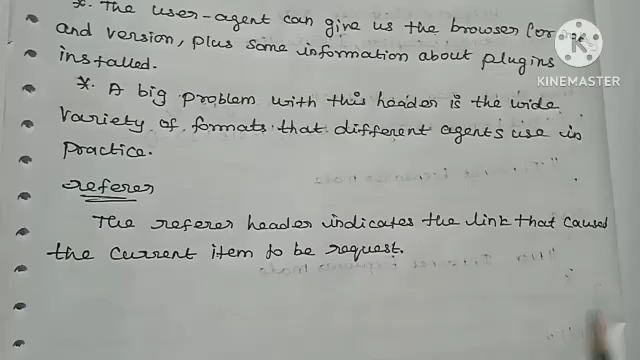 *. The user-agent can give us the browser
and version, plus some information about plugins
installed.
*. A big problem with this header is the wide
variety of formats that different agents use in
practice.
referer
The referer header indicates the link that caused
the current item to be request.
KINEMASTER